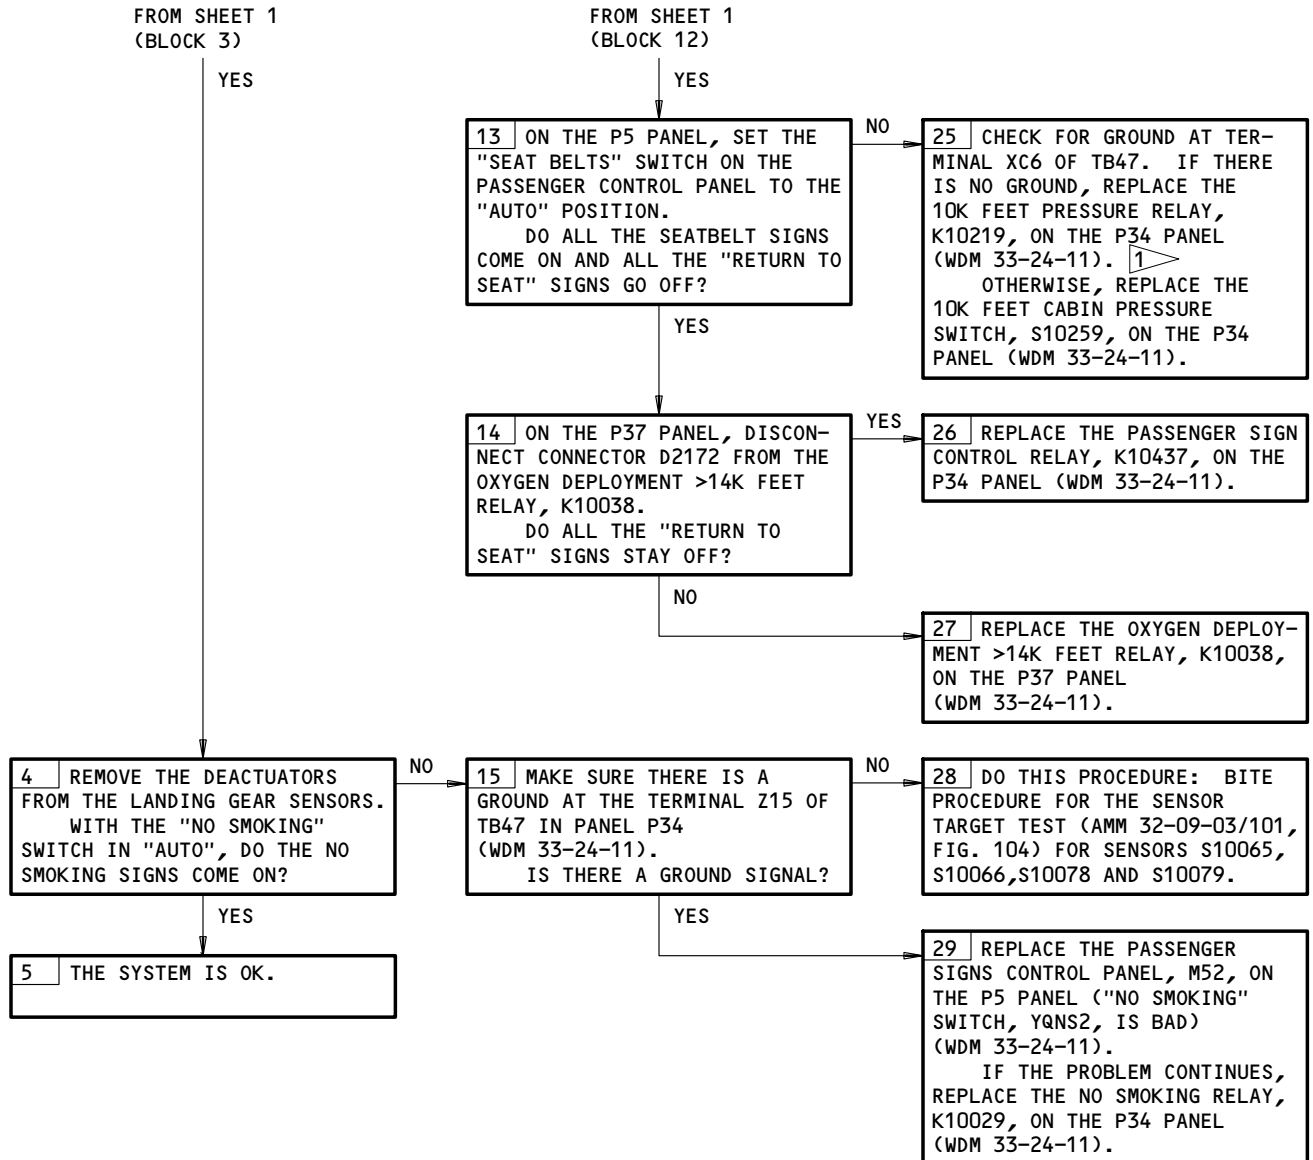 FROM SHEET 1
(BLOCK 3)
YES
FROM SHEET 1
(BLOCK 12)
YES
13 ON THE P5 PANEL, SET THE
"SEAT BELTS" SWITCH ON THE
PASSENGER CONTROL PANEL TO THE
"AUTO" POSITION.
DO ALL THE SEATBELT SIGNS
COME ON AND ALL THE "RETURN TO
SEAT" SIGNS GO OFF?
NO
25 CHECK FOR GROUND AT TER-
MINAL XC6 OF TB47. IF THERE
IS NO GROUND, REPLACE THE
10K FEET PRESSURE RELAY,
K10219, ON THE P34 PANEL
(WDM 33-24-11). 1
OTHERWISE, REPLACE THE
10K FEET CABIN PRESSURE
SWITCH, S10259, ON THE P34
PANEL (WDM 33-24-11).
YES
14 ON THE P37 PANEL, DISCON-
NECT CONNECTOR D2172 FROM THE
OXYGEN DEPLOYMENT >14K FEET
RELAY, K10038.
DO ALL THE "RETURN TO
SEAT" SIGNS STAY OFF?
YES
26 REPLACE THE PASSENGER SIGN
CONTROL RELAY, K10437, ON THE
P34 PANEL (WDM 33-24-11).
NO
27 REPLACE THE OXYGEN DEPLOY-
MENT >14K FEET RELAY, K10038,
ON THE P37 PANEL
(WDM 33-24-11).
4 REMOVE THE DEACTUATORS
FROM THE LANDING GEAR SENSORS.
WITH THE "NO SMOKING"
SWITCH IN "AUTO", DO THE NO
SMOKING SIGNS COME ON?
NO
15 MAKE SURE THERE IS A
GROUND AT THE TERMINAL Z15 OF
TB47 IN PANEL P34
(WDM 33-24-11).
IS THERE A GROUND SIGNAL?
NO
28 DO THIS PROCEDURE: BITE
PROCEDURE FOR THE SENSOR
TARGET TEST (AMM 32-09-03/101,
FIG. 104) FOR SENSORS S10065,
S10066,S10078 AND S10079.
YES
5 THE SYSTEM IS OK.
YES
29 REPLACE THE PASSENGER
SIGNS CONTROL PANEL, M52, ON
THE P5 PANEL ("NO SMOKING"
SWITCH, YQNS2, IS BAD)
(WDM 33-24-11).
IF THE PROBLEM CONTINUES,
REPLACE THE NO SMOKING RELAY,
K10029, ON THE P34 PANEL
(WDM 33-24-11).